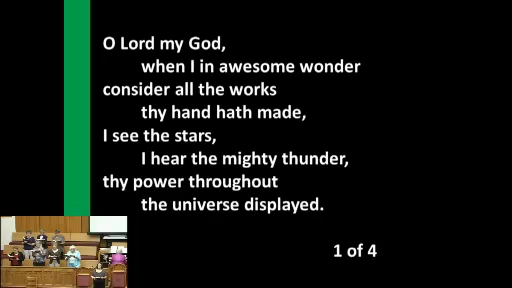 O Lord my God,
when I in awesome wonder
consider all the works
thy hand hath made,
I see the stars,
I hear the mighty thunder,
thy power throughout
the universe displayed.
1 of 4